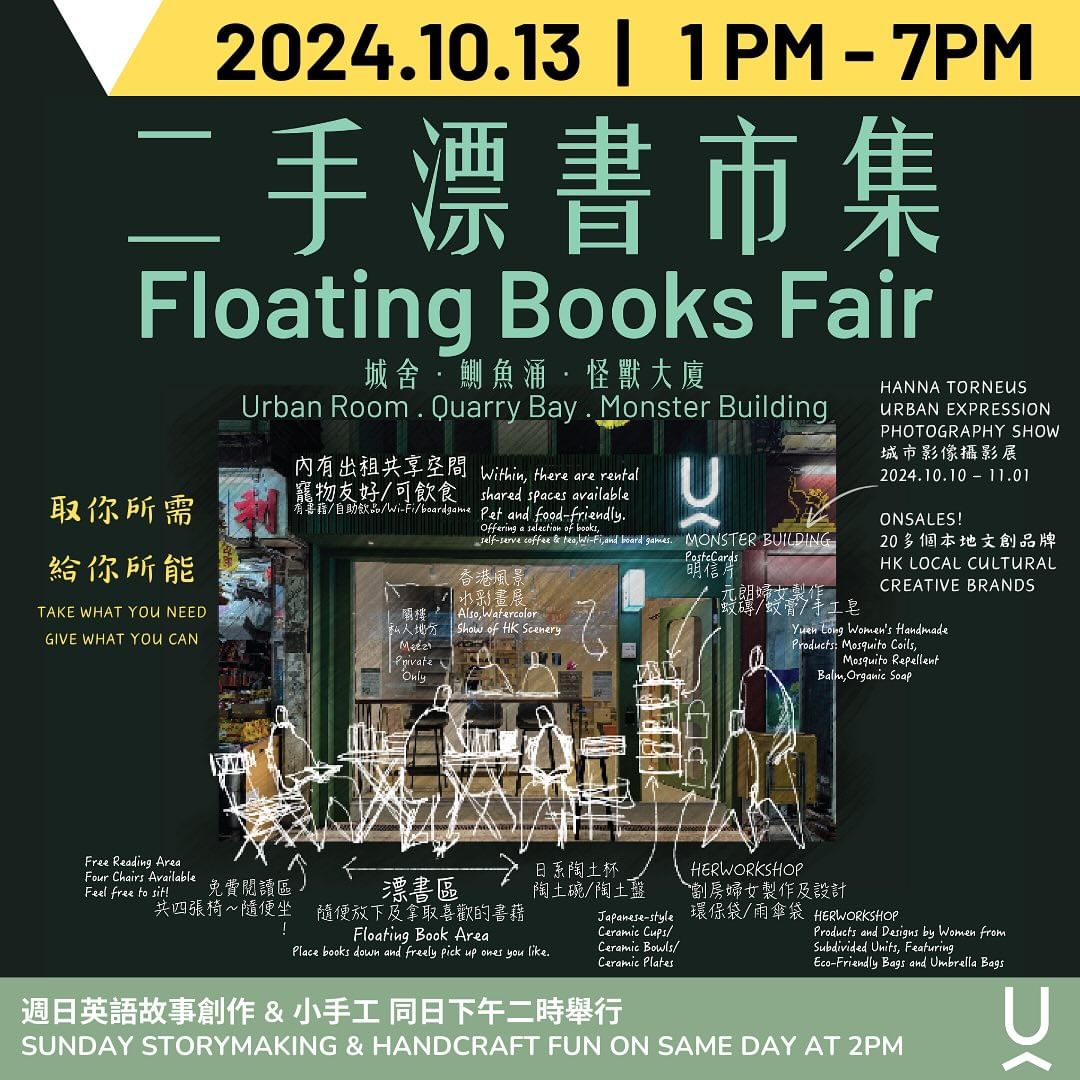 2024.10.13 | 1 PM – 7PM
二手漂書市集
Floating Books Fair
城舍 · 鰂魚涌 · 怪獸大廈
Urban Room . Quarry Bay . Monster Building
HANNA TORNEUS
URBAN EXPRESSION
PHOTOGRAPHY SHOW
城市影像攝影展
2024.10.10 – 11.01
ONSALES!
20多個本地文創品牌
HK LOCAL CULTURAL
CREATIVE BRANDS
取你所需
給你所能
TAKE WHAT YOU NEED
GIVE WHAT YOU CAN
利
內有出租共享空間
寵物友好/可飲食
有書藉/自助飲品/Wi-Fi/boardgame
Within, there are rental
shared spaces available
Pet and food-friendly.
Offering a selection of books,
self-serve coffee & tea,Wi-Fi,and board games.
MONSTER BUILDING
PostcCards
明信片
香港風景
水彩畫展
Also,Watercolor
Show of HK Scenery
閣樓
私人地方
Meezz
Private
Only
元朗婦女製作
蚊磚/蚊膏/手工皂
Yuen Long Women's Handmade
Products: Mosquito Coils,
Mosquito Repellent
Balm,Organic Soap
Free Reading Area
Four Chairs Available
Feel free to sit!
免費閱讀區
共四張椅～隨便坐
!
漂書區
隨便放下及拿取喜歡的書藉
Floating Book Area
Place books down and freely pick up ones you like.
日系陶土杯
陶土碗/陶土盤
Japanese-style
Ceramic Cups/
Ceramic Bowls/
Ceramic Plates
HERWORKSHOP
劏房婦女製作及設計
環保袋/雨傘袋
HERWORKSHOP
Products and Designs by Women from
Subdivided Units, Featuring
Eco-Friendly Bags and Umbrella Bags
週日英語故事創作 & 小手工 同日下午二時舉行
SUNDAY STORYMAKING & HANDCRAFT FUN ON SAME DAY AT 2PM